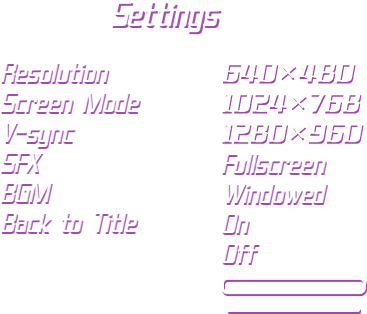 Settings
Resolution
Screen Mode
V-sync
SFX
BGM
Back to Title
640×480
1024×768
1280×960
Fullscreen
Windowed
On
Off